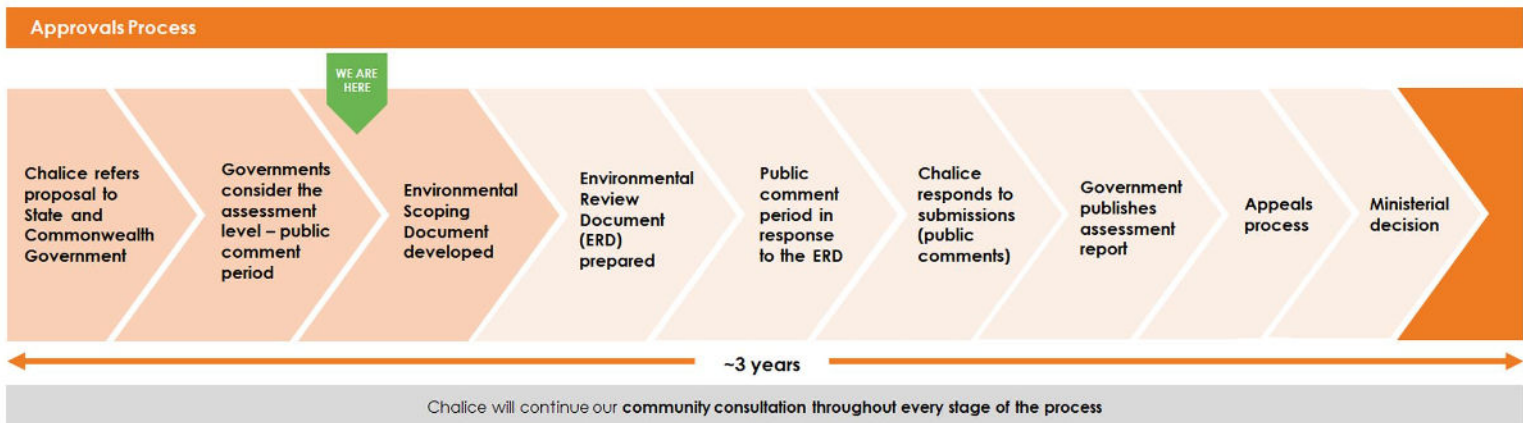 Approvals Process
WE ARE
HERE
Chalice refers
proposal to
State and
Commonwealth
Government
Governments
consider the
assessment
level – public
comment
period
Environmental
Scoping
Document
developed
Environmental
Review
Document
(ERD)
prepared
Public
comment
period in
response
to the ERD
Chalice
responds to
submissions
(public
comments)
Government
publishes
assessment
report
Appeals
process
Ministerial
decision
~3 years
Chalice will continue our community consultation throughout every stage of the process